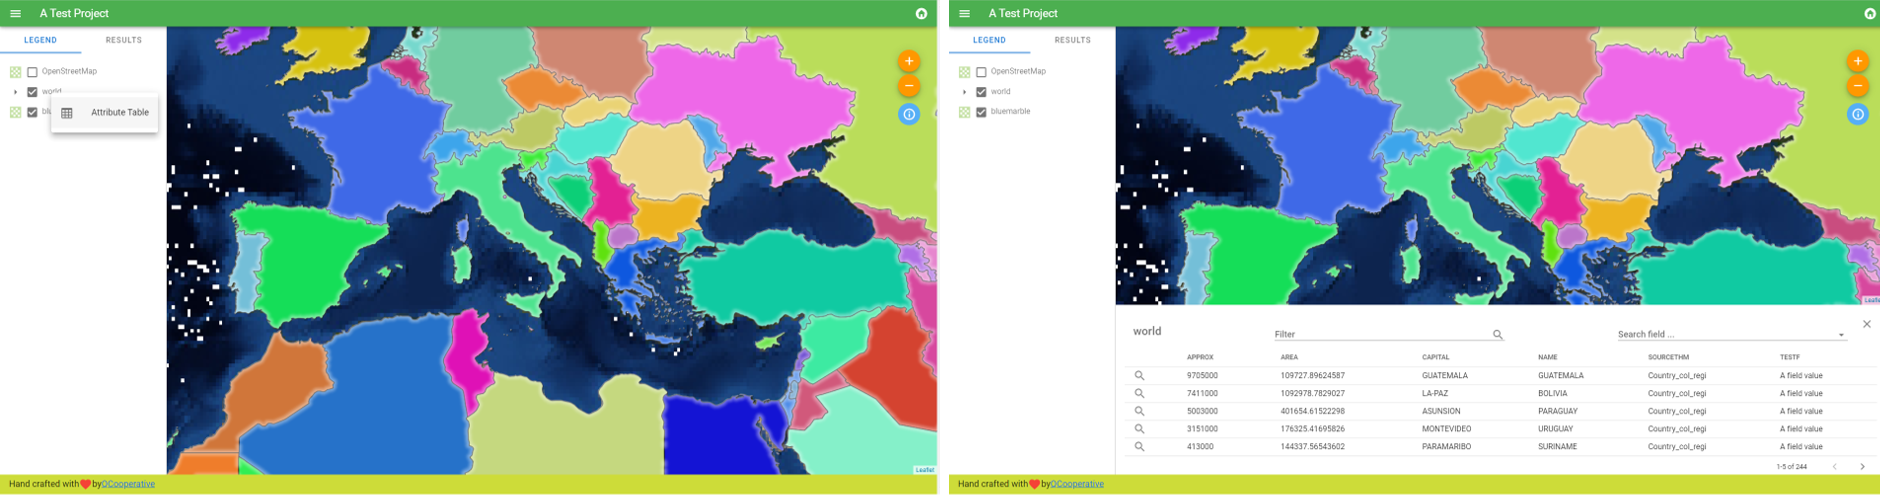 A Test Project
LEGEND RESULTS
OpenStreetMap
world
Attribute Table
Leaflet
Hand crafted with ❤ by QCooperative
A Test Project
LEGEND RESULTS
OpenStreetMap
world
bluemarble
world Filter Search field ...
APPROX AREA CAPITAL NAME SOURCETHM TESTF
9705000 109727.89624587 GUATEMALA GUATEMALA Country_col_regi A field value
7411000 1092978.7829027 LA-PAZ BOLIVIA Country_col_regi A field value
5003000 401654.61522298 ASUNSION PARAGUAY Country_col_regi A field value
3151000 176325.41695826 MONTEVIDEO URUGUAY Country_col_regi A field value
413000 144337.56543602 PARAMARIBO SURINAME Country_col_regi A field value
1-5 of 244
Hand crafted with ❤ by QCooperative